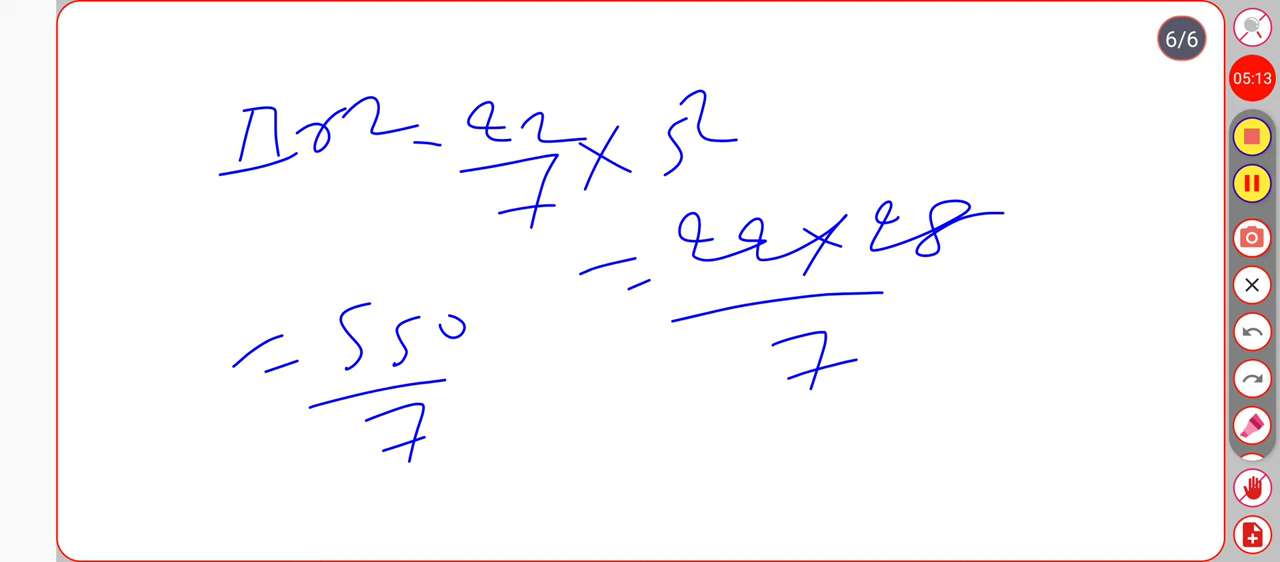 6/6
05:13
πr² = 22/7 × 5²
= 22×25/7
= 550/7